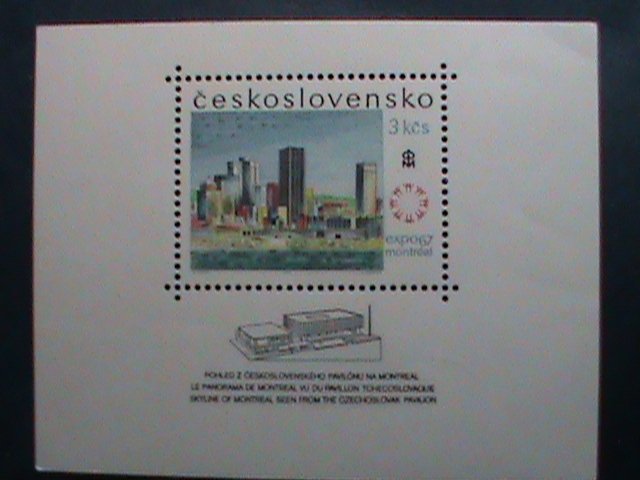 československo
3 kčs
expo67
montréal
POHLED Z ČESKOSLOVENSKÉHO PAVILÓNU NA MONTREAL
LE PANORAMA DE MONTREAL VU DU PAVILLON TCHECOSLOVAQUE
SKYLINE OF MONTREAL SEEN FROM THE CZECHOSLOVAK PAVILION